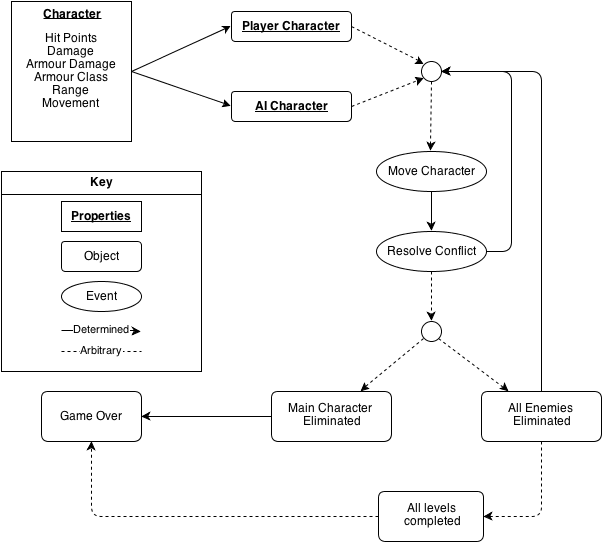 Character
Hit Points
Damage
Armour Damage
Armour Class
Range
Movement
Player Character
AI Character
Move Character
Resolve Conflict
Key
Properties
Object
Event
Determined
Arbitrary
Game Over
Main Character
Eliminated
All Enemies
Eliminated
All levels
completed